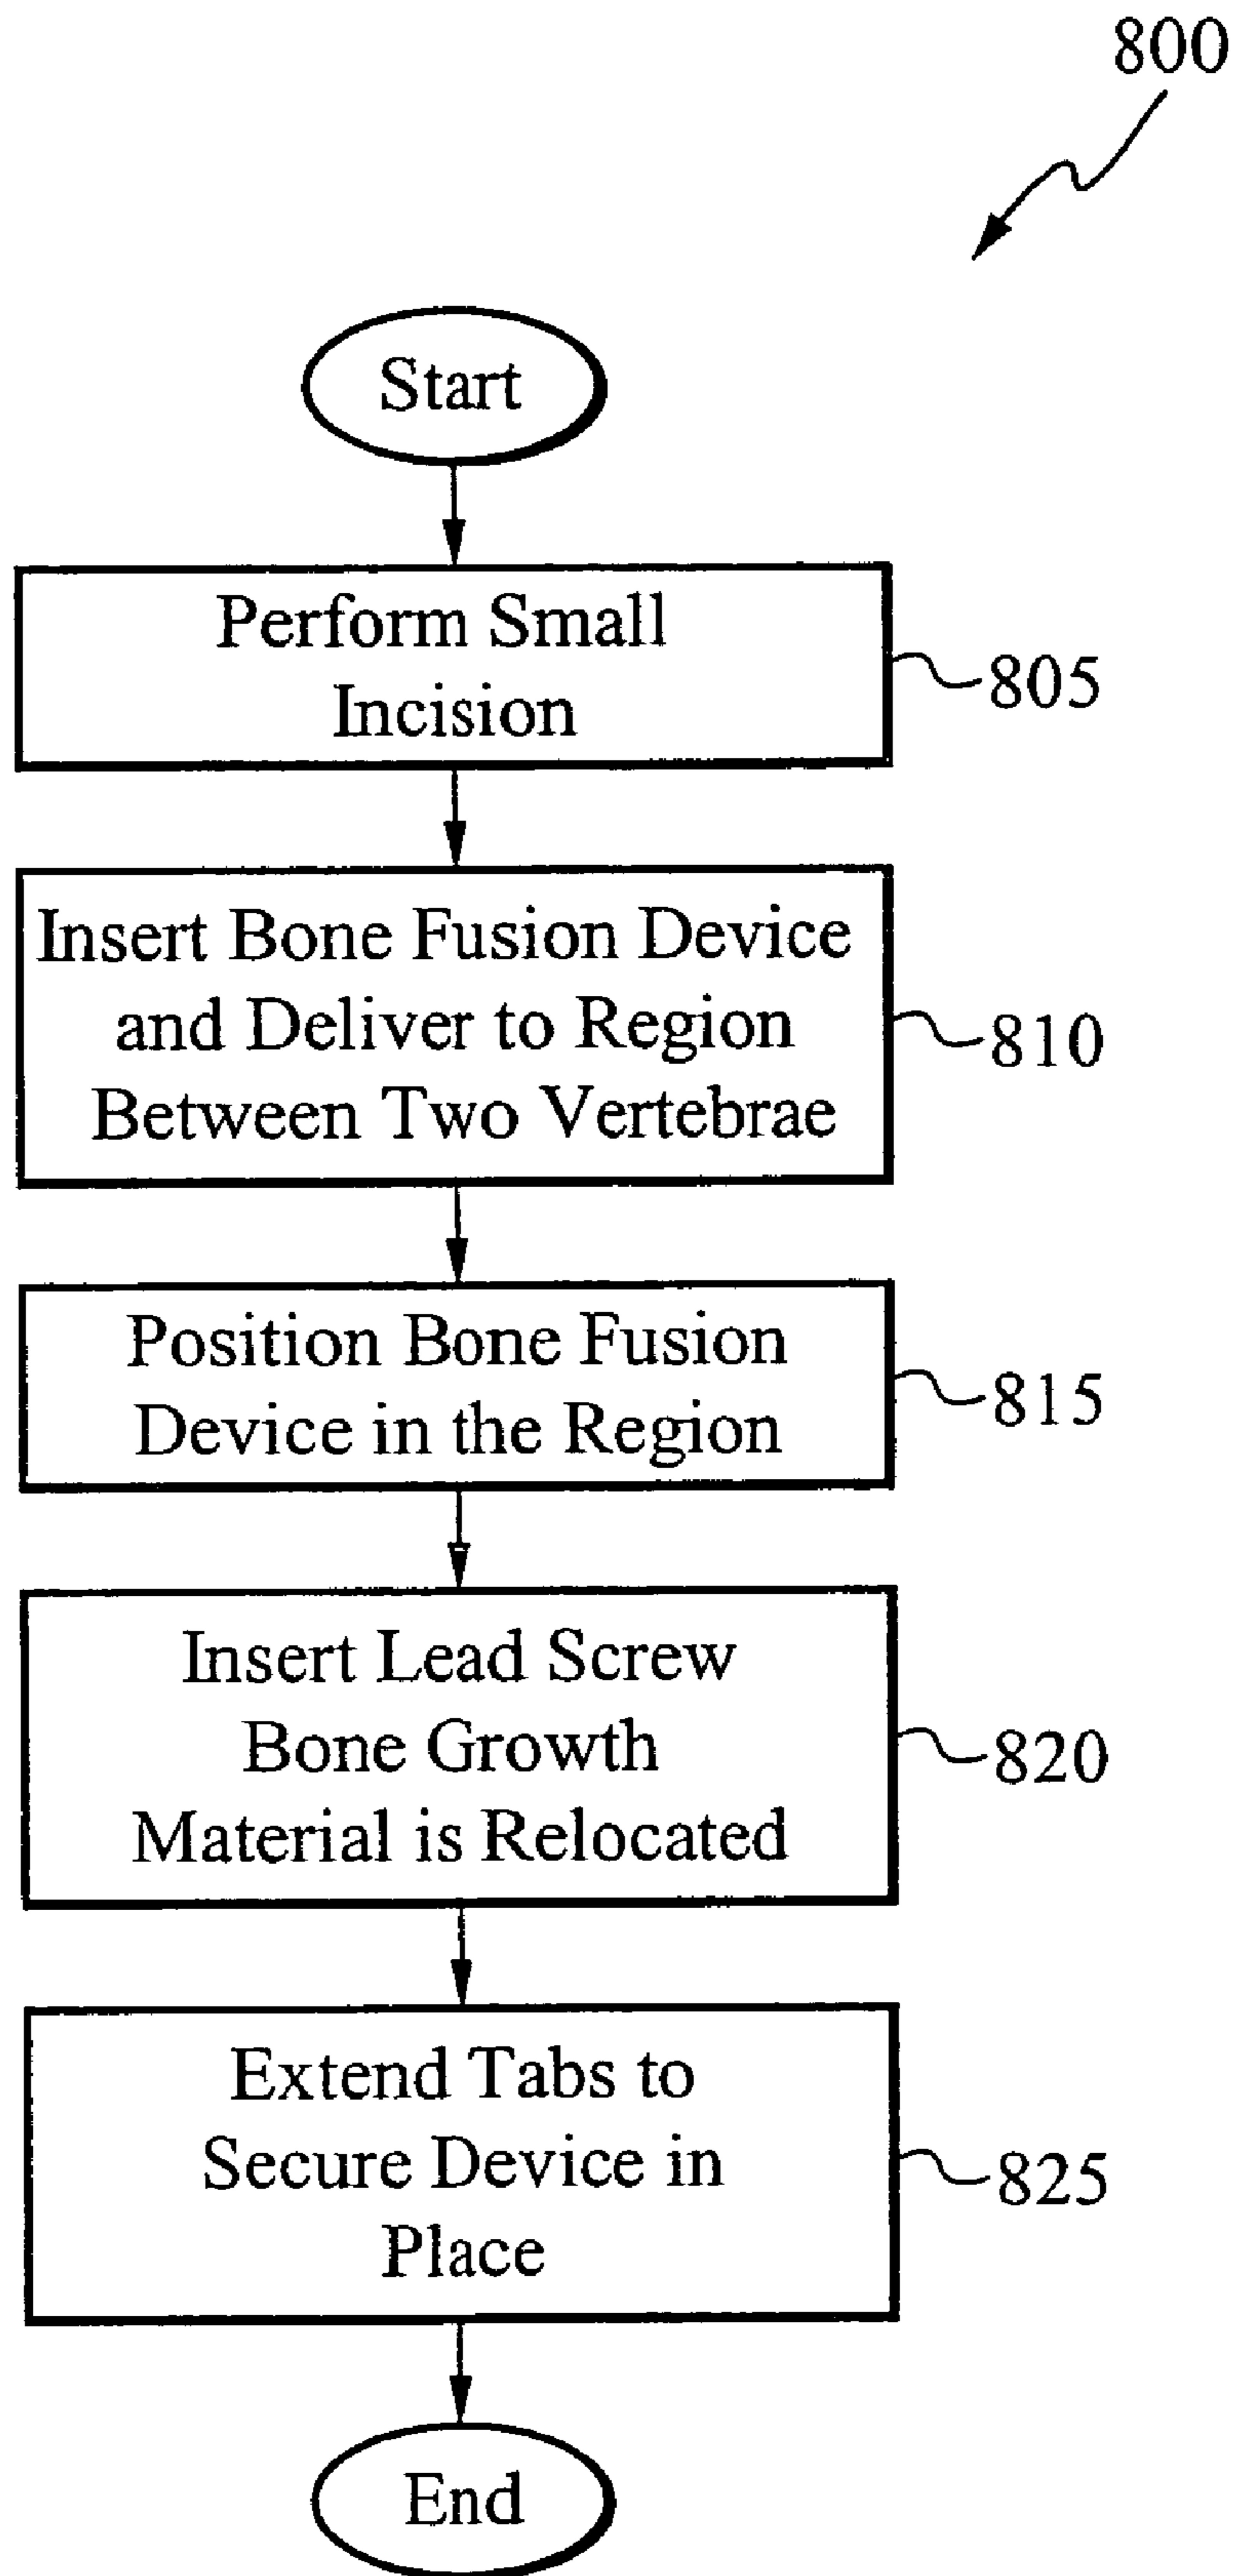 800
Start
Perform Small
Incision
805
Insert Bone Fusion Device
and Deliver to Region
Between Two Vertebrae
810
Position Bone Fusion
Device in the Region
815
Insert Lead Screw
Bone Growth
Material is Relocated
820
Extend Tabs to
Secure Device in
Place
825
End